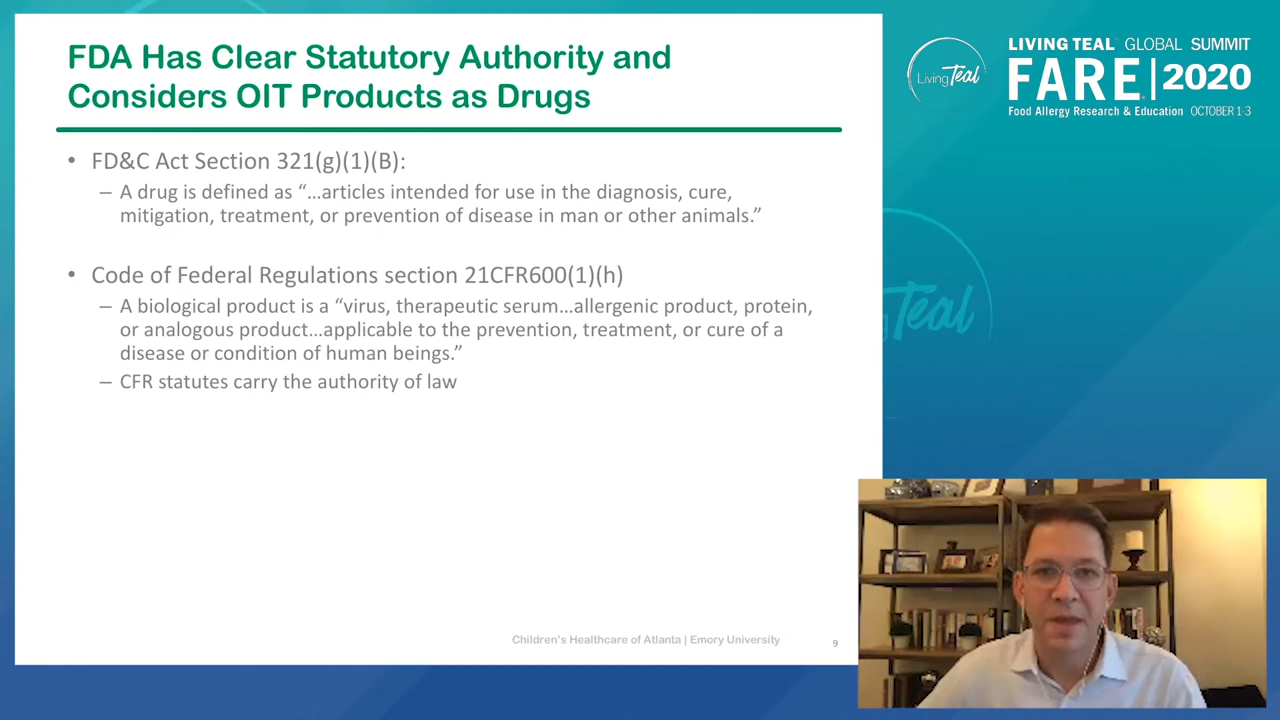 FDA Has Clear Statutory Authority and
Considers OIT Products as Drugs
• FD&C Act Section 321(g)(1)(B):
– A drug is defined as “…articles intended for use in the diagnosis, cure,
mitigation, treatment, or prevention of disease in man or other animals.”
• Code of Federal Regulations section 21CFR600(1)(h)
– A biological product is a “virus, therapeutic serum…allergenic product, protein,
or analogous product…applicable to the prevention, treatment, or cure of a
disease or condition of human beings.”
– CFR statutes carry the authority of law
Children's Healthcare of Atlanta | Emory University
9
Living Teal
LIVING TEAL™ GLOBAL SUMMIT
FARE® | 2020
Food Allergy Research & Education OCTOBER 1-3
Teal